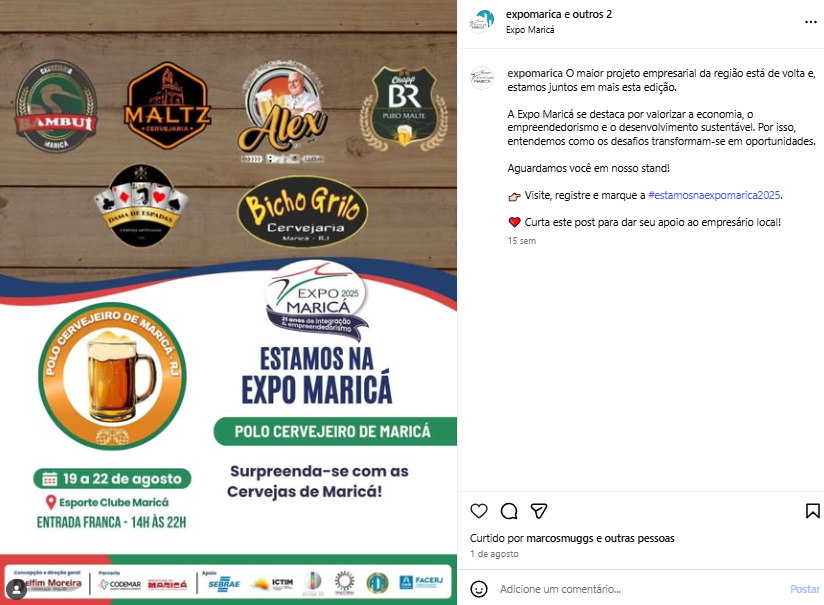 CERVEJARIA
BAMBUÍ
MARICÁ
MALTZ
CERVEJARIA
Alex
Chopp
BR
PURO MALTE
DAMA DE ESPADAS
Bicho Grilo
Cervejaria
Maricá - RJ
EXPO 2025
MARICÁ
21 anos de integração
& empreendedorismo
POLO CERVEJEIRO DE MARICÁ - RJ
ESTAMOS NA
EXPO MARICÁ
POLO CERVEJEIRO DE MARICÁ
19 a 22 de agosto
Esporte Clube Maricá
ENTRADA FRANCA - 14H ÀS 22H
Surpreenda-se com as
Cervejas de Maricá!
Concepção e direção geral
elfim Moreira
Parceria
CODEMAR
MARICÁ
Apoio
SEBRAE
ICTIM
FACERJ
expomarica e outros 2
Expo Maricá
expomarica O maior projeto empresarial da região está de volta e,
estamos juntos em mais esta edição.
A Expo Maricá se destaca por valorizar a economia, o
empreendedorismo e o desenvolvimento sustentável. Por isso,
entendemos como os desafios transformam-se em oportunidades.
Aguardamos você em nosso stand!
👉 Visite, registre e marque a #estamosnaexpomarica2025.
❤️ Curta este post para dar seu apoio ao empresário local!
15 sem
Curtido por marcosmuggs e outras pessoas
1 de agosto
Adicione um comentário...
Postar